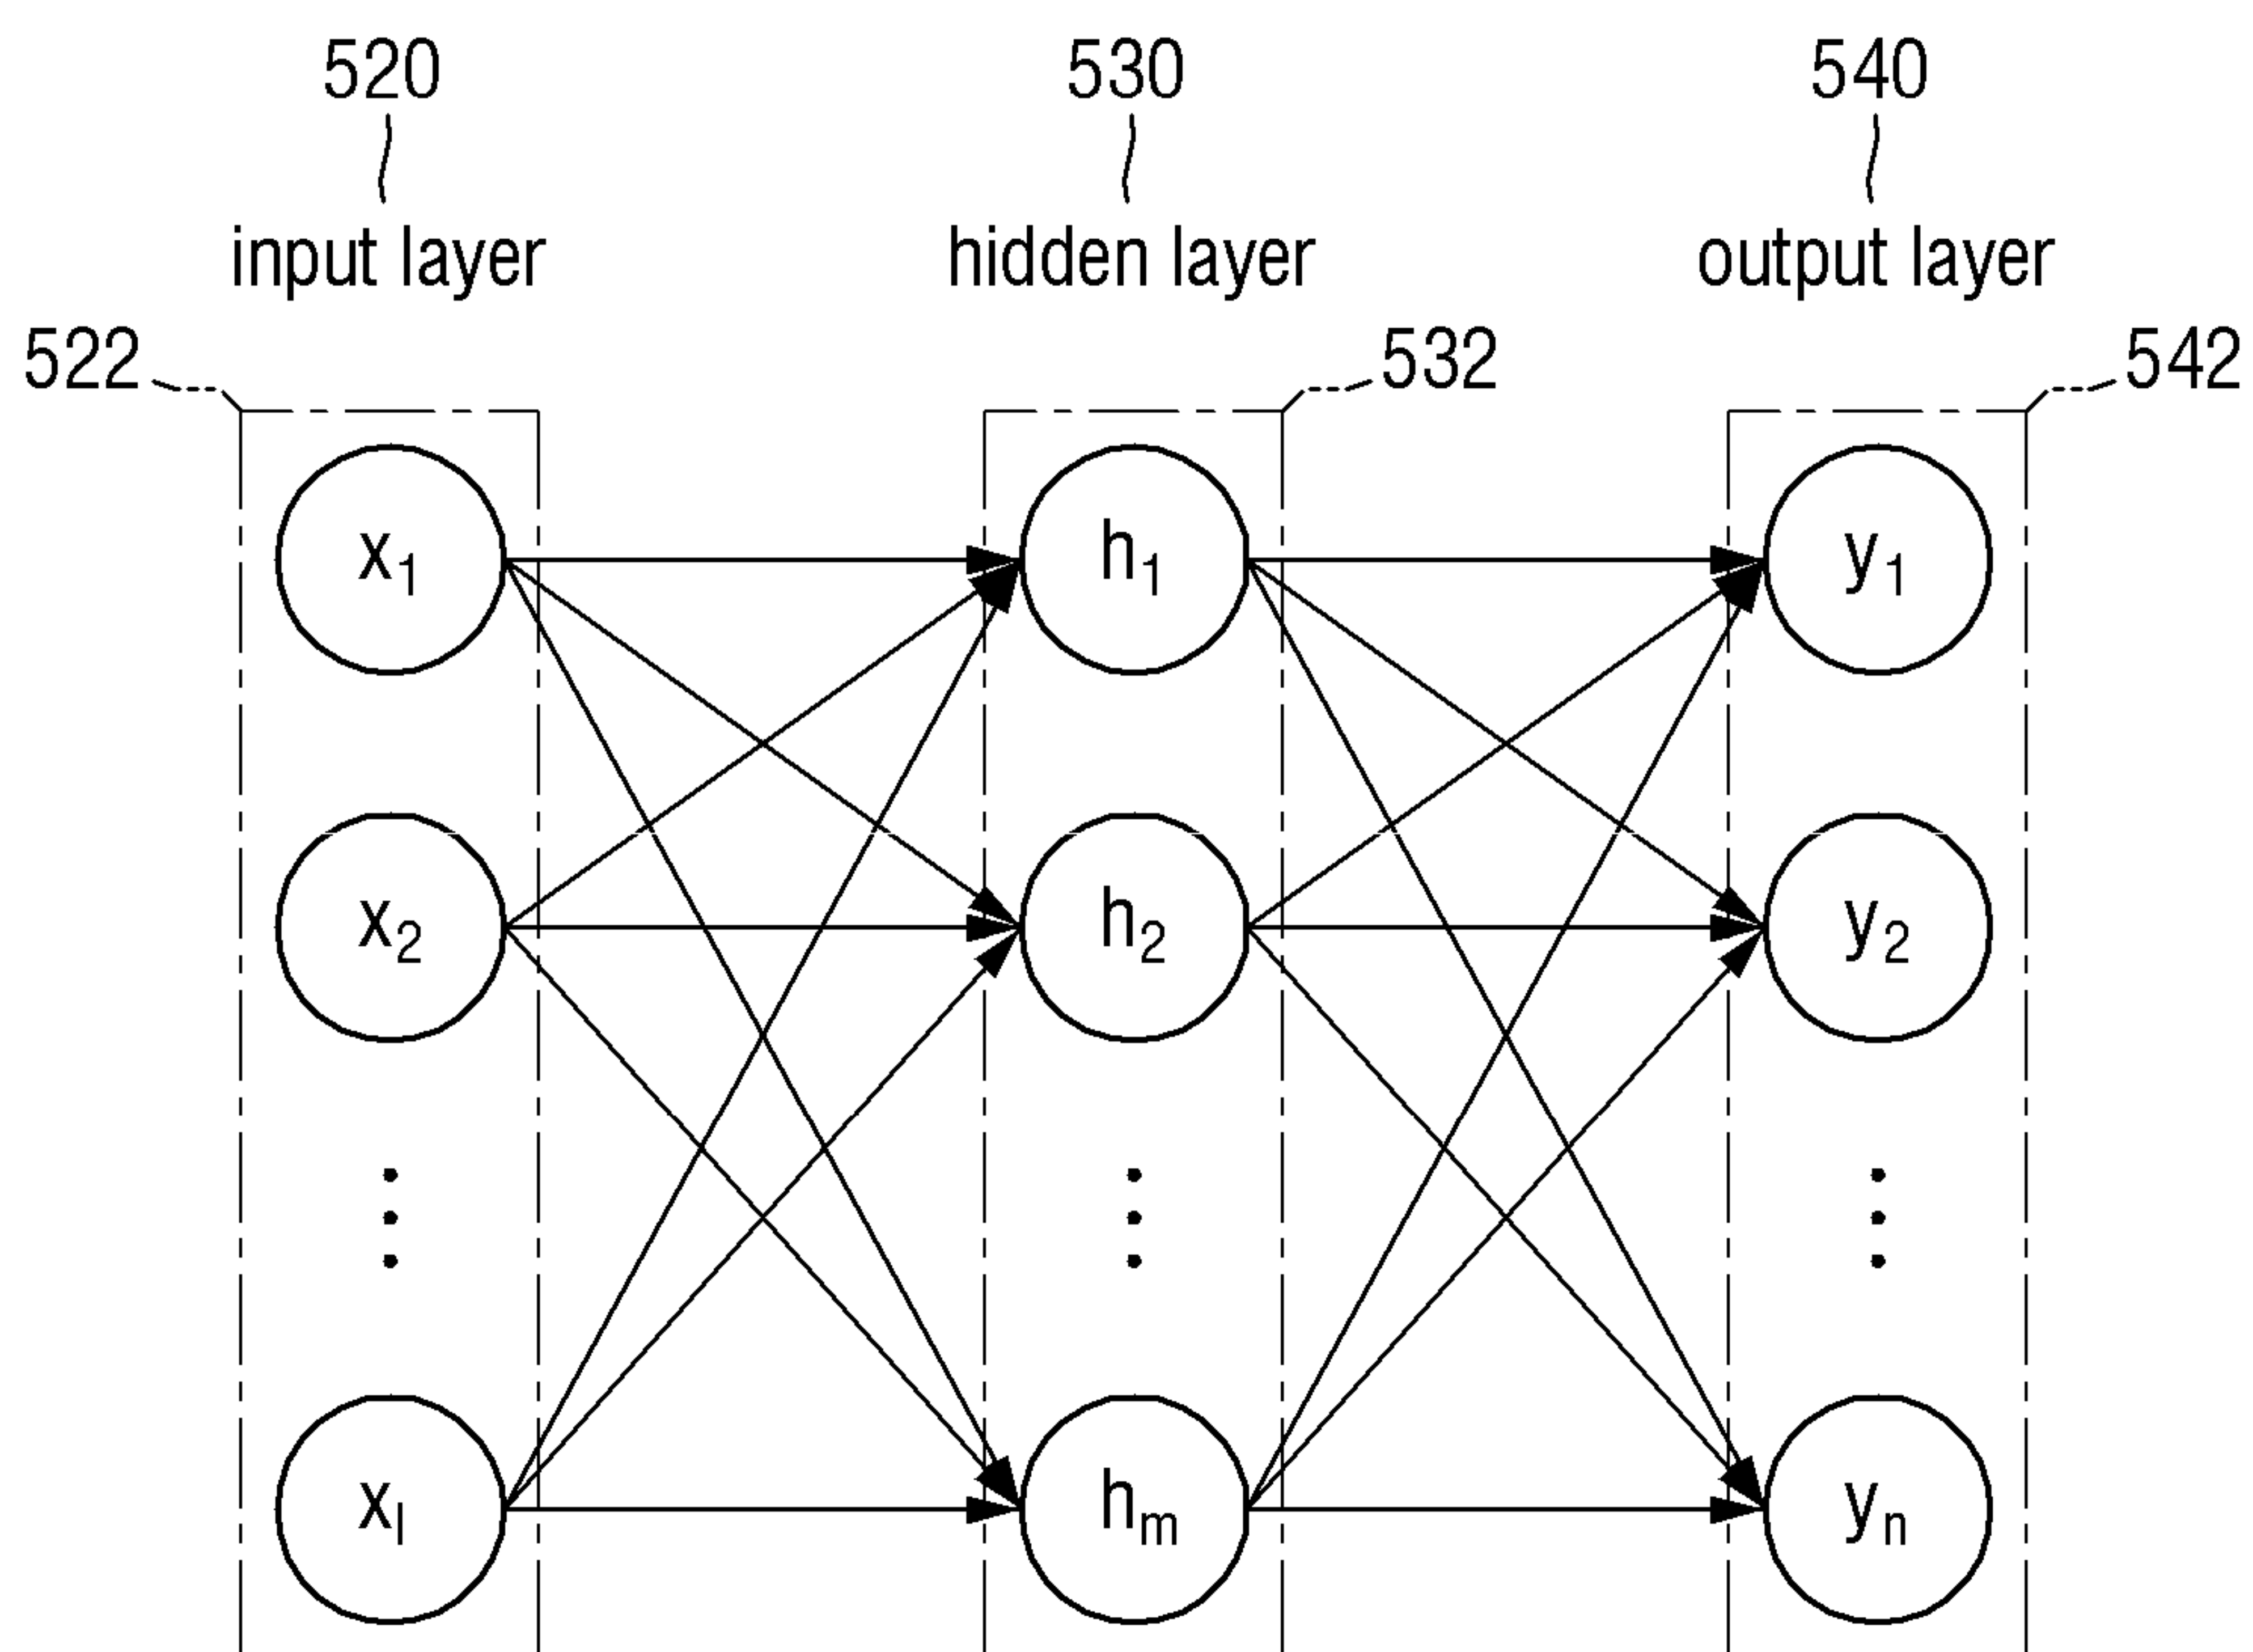 520 530 540
input layer hidden layer output layer
522 532 542
x₁ h₁ y₁
x₂ h₂ y₂
xₗ hₘ yₙ